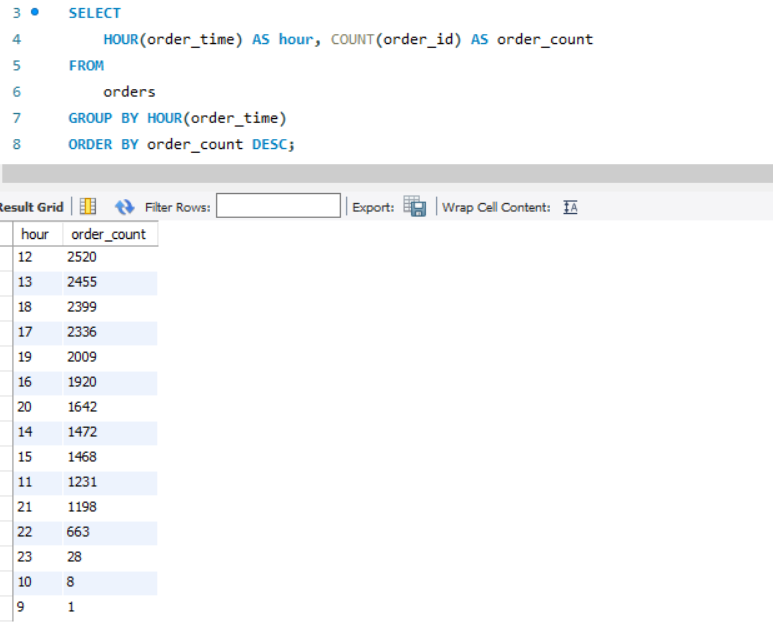 3 SELECT
4 HOUR(order_time) AS hour, COUNT(order_id) AS order_count
5 FROM
6 orders
7 GROUP BY HOUR(order_time)
8 ORDER BY order_count DESC;
Result Grid Filter Rows: Export: Wrap Cell Content: IA
hour order_count
12 2520
13 2455
18 2399
17 2336
19 2009
16 1920
20 1642
14 1472
15 1468
11 1231
21 1198
22 663
23 28
10 8
9 1